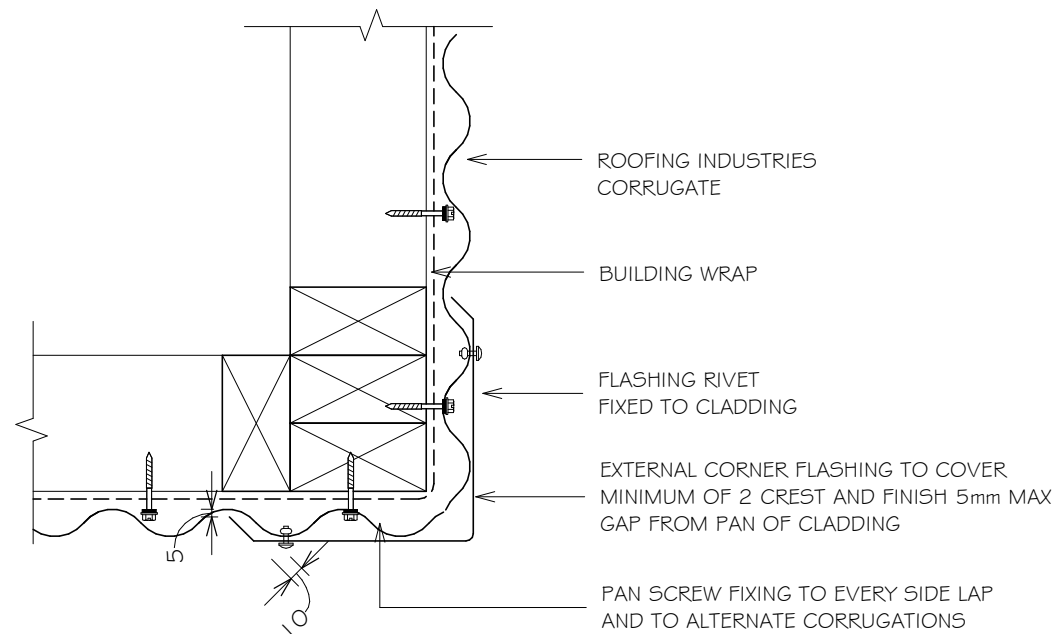 ROOFING INDUSTRIES
CORRUGATE
BUILDING WRAP
FLASHING RIVET
FIXED TO CLADDING
EXTERNAL CORNER FLASHING TO COVER
MINIMUM OF 2 CREST AND FINISH 5mm MAX
GAP FROM PAN OF CLADDING
5
10
PAN SCREW FIXING TO EVERY SIDE LAP
AND TO ALTERNATE CORRUGATIONS